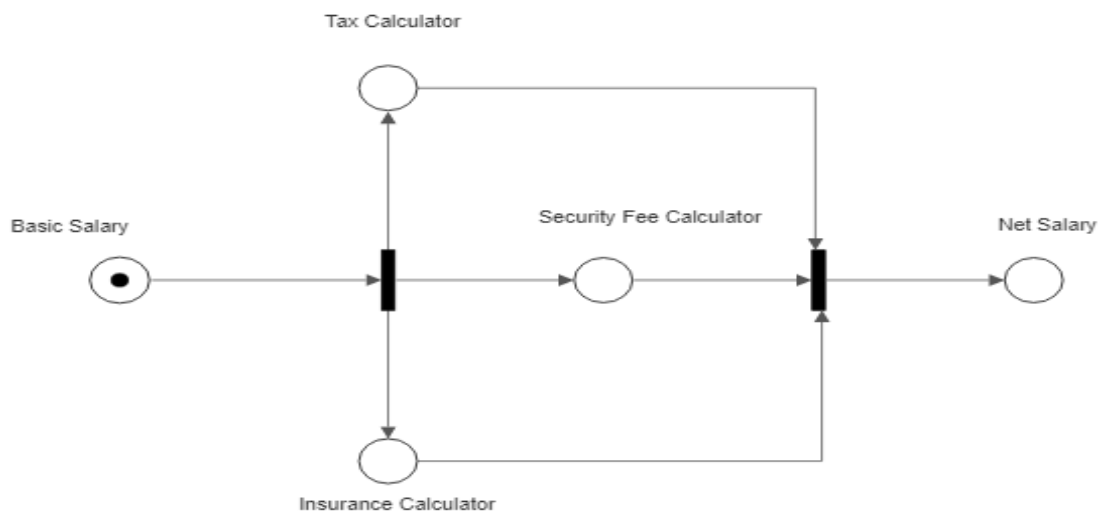 Tax Calculator
Security Fee Calculator
Basic Salary
Net Salary
Insurance Calculator